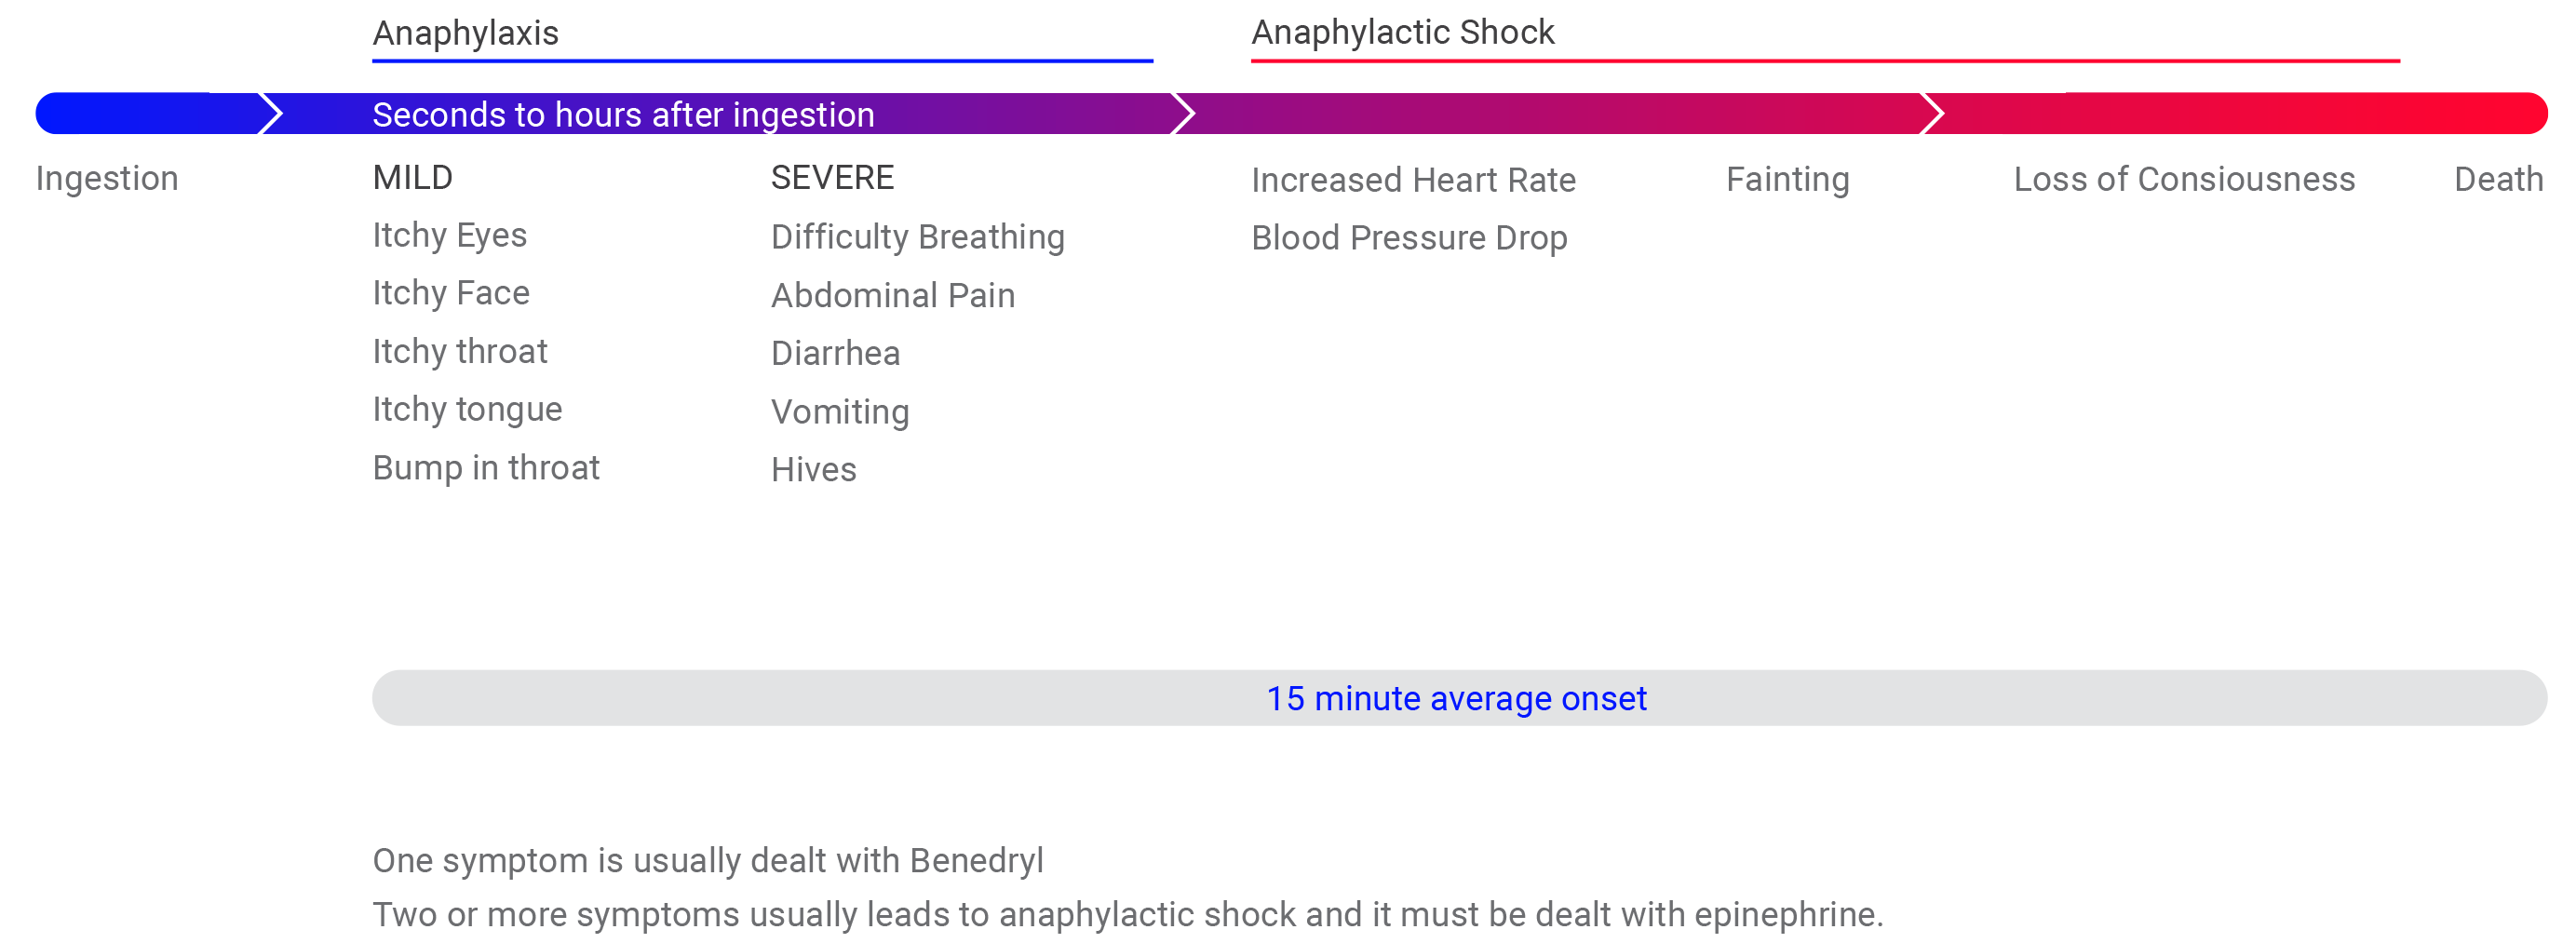 Anaphylaxis
Anaphylactic Shock
Seconds to hours after ingestion
Ingestion
MILD
Itchy Eyes
Itchy Face
Itchy throat
Itchy tongue
Bump in throat
SEVERE
Difficulty Breathing
Abdominal Pain
Diarrhea
Vomiting
Hives
Increased Heart Rate
Blood Pressure Drop
Fainting
Loss of Consiousness
Death
15 minute average onset
One symptom is usually dealt with Benedryl
Two or more symptoms usually leads to anaphylactic shock and it must be dealt with epinephrine.